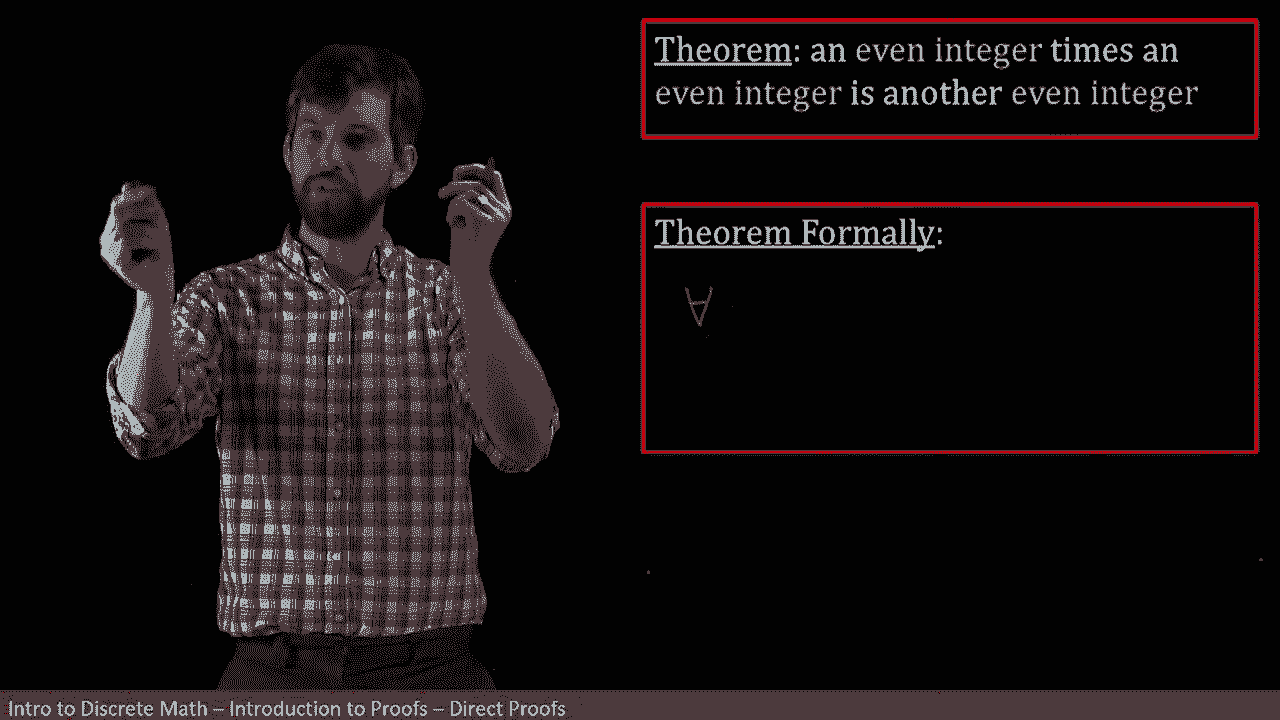 Theorem: an even integer times an
even integer is another even integer
Theorem Formally:
∀
Intro to Discrete Math – Introduction to Proofs – Direct Proofs